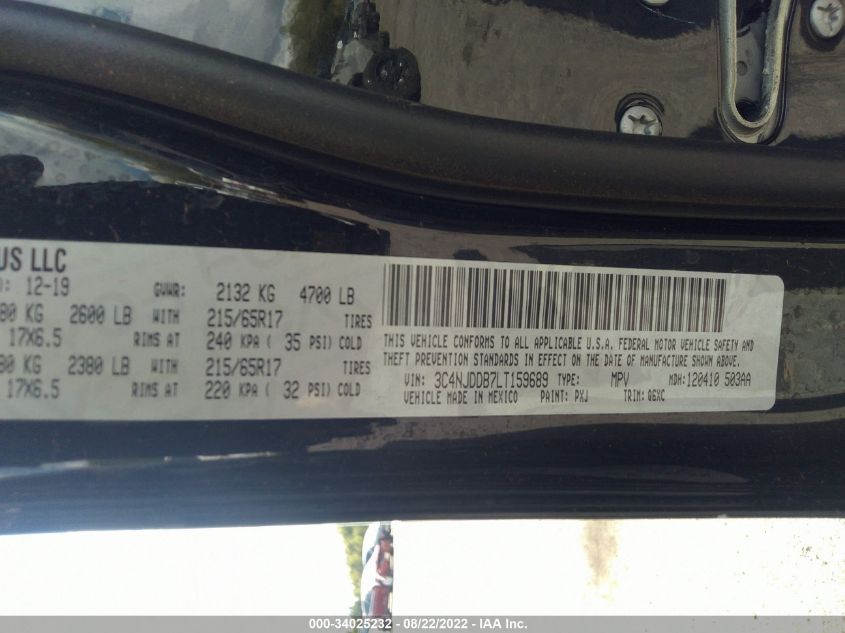 US LLC
): 12-19 GVWR: 2132 KG 4700 LB
80 KG 2600 LB WITH 215/65R17 TIRES
17X6.5 RIMS AT 240 KPA ( 35 PSI) COLD
80 KG 2380 LB WITH 215/65R17 TIRES
17X6.5 RIMS AT 220 KPA ( 32 PSI) COLD
THIS VEHICLE CONFORMS TO ALL APPLICABLE U.S.A. FEDERAL MOTOR VEHICLE SAFETY AND
THEFT PREVENTION STANDARDS IN EFFECT ON THE DATE OF MANUFACTURE SHOWN ABOVE.
VIN: 3C4NJDDB7LT159689 TYPE: MPV MDH: 120410 503AA
VEHICLE MADE IN MEXICO PAINT: PXJ TRIM: G6XC
000-34025232 - 08/22/2022 - IAA Inc.